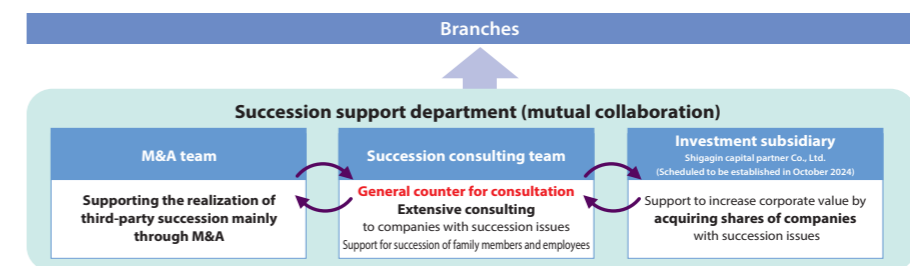 Branches
Succession support department (mutual collaboration)
M&A team
Supporting the realization of
third-party succession mainly
through M&A
Succession consulting team
General counter for consultation
Extensive consulting
to companies with succession issues
Support for succession of family members and employees
Investment subsidiary
Shigagin capital partner Co., Ltd.
(Scheduled to be established in October 2024)
Support to increase corporate value by
acquiring shares of companies
with succession issues